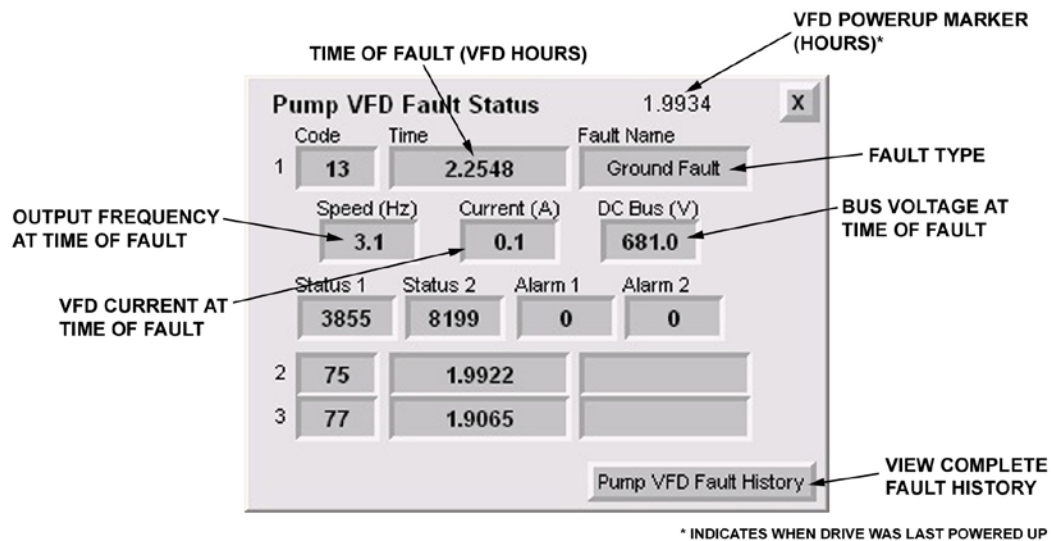 VFD POWERUP MARKER
(HOURS)*
TIME OF FAULT (VFD HOURS)
Pump VFD Fault Status 1.9934 X
Code Time Fault Name
1 13 2.2548 Ground Fault
FAULT TYPE
Speed (Hz) Current (A) DC Bus (V)
3.1 0.1 681.0
OUTPUT FREQUENCY
AT TIME OF FAULT
BUS VOLTAGE AT
TIME OF FAULT
Status 1 Status 2 Alarm 1 Alarm 2
3855 8199 0 0
VFD CURRENT AT
TIME OF FAULT
2 75 1.9922
3 77 1.9065
Pump VFD Fault History
VIEW COMPLETE
FAULT HISTORY
* INDICATES WHEN DRIVE WAS LAST POWERED UP